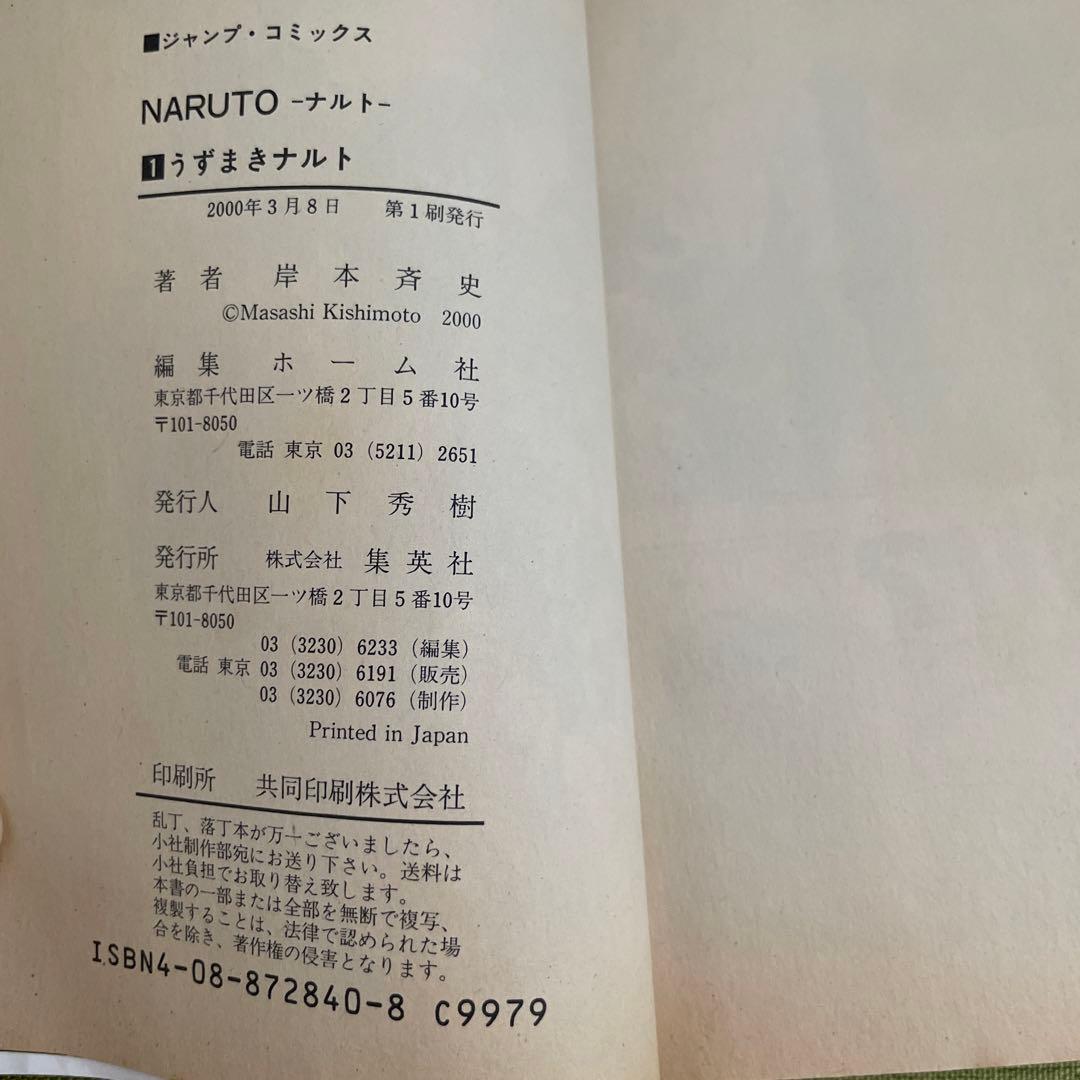 ■ジャンプ・コミックス
NARUTO -ナルト-
1うずまきナルト
2000年3月8日 第1刷発行
著者 岸本斉史
©Masashi Kishimoto 2000
編集 ホーム社
東京都千代田区一ツ橋2丁目5番10号
〒101-8050
電話 東京 03 (5211) 2651
発行人 山下秀樹
発行所 株式会社 集英社
東京都千代田区一ツ橋2丁目5番10号
〒101-8050
03 (3230) 6233 (編集)
電話 東京 03 (3230) 6191 (販売)
03 (3230) 6076 (制作)
Printed in Japan
印刷所 共同印刷株式会社
乱丁、落丁本が万一ございましたら、
小社制作部宛にお送り下さい。送料は
小社負担でお取り替え致します。
本書の一部または全部を無断で複写、
複製することは、法律で認められた場
合を除き、著作権の侵害となります。
ISBN4-08-872840-8 C9979